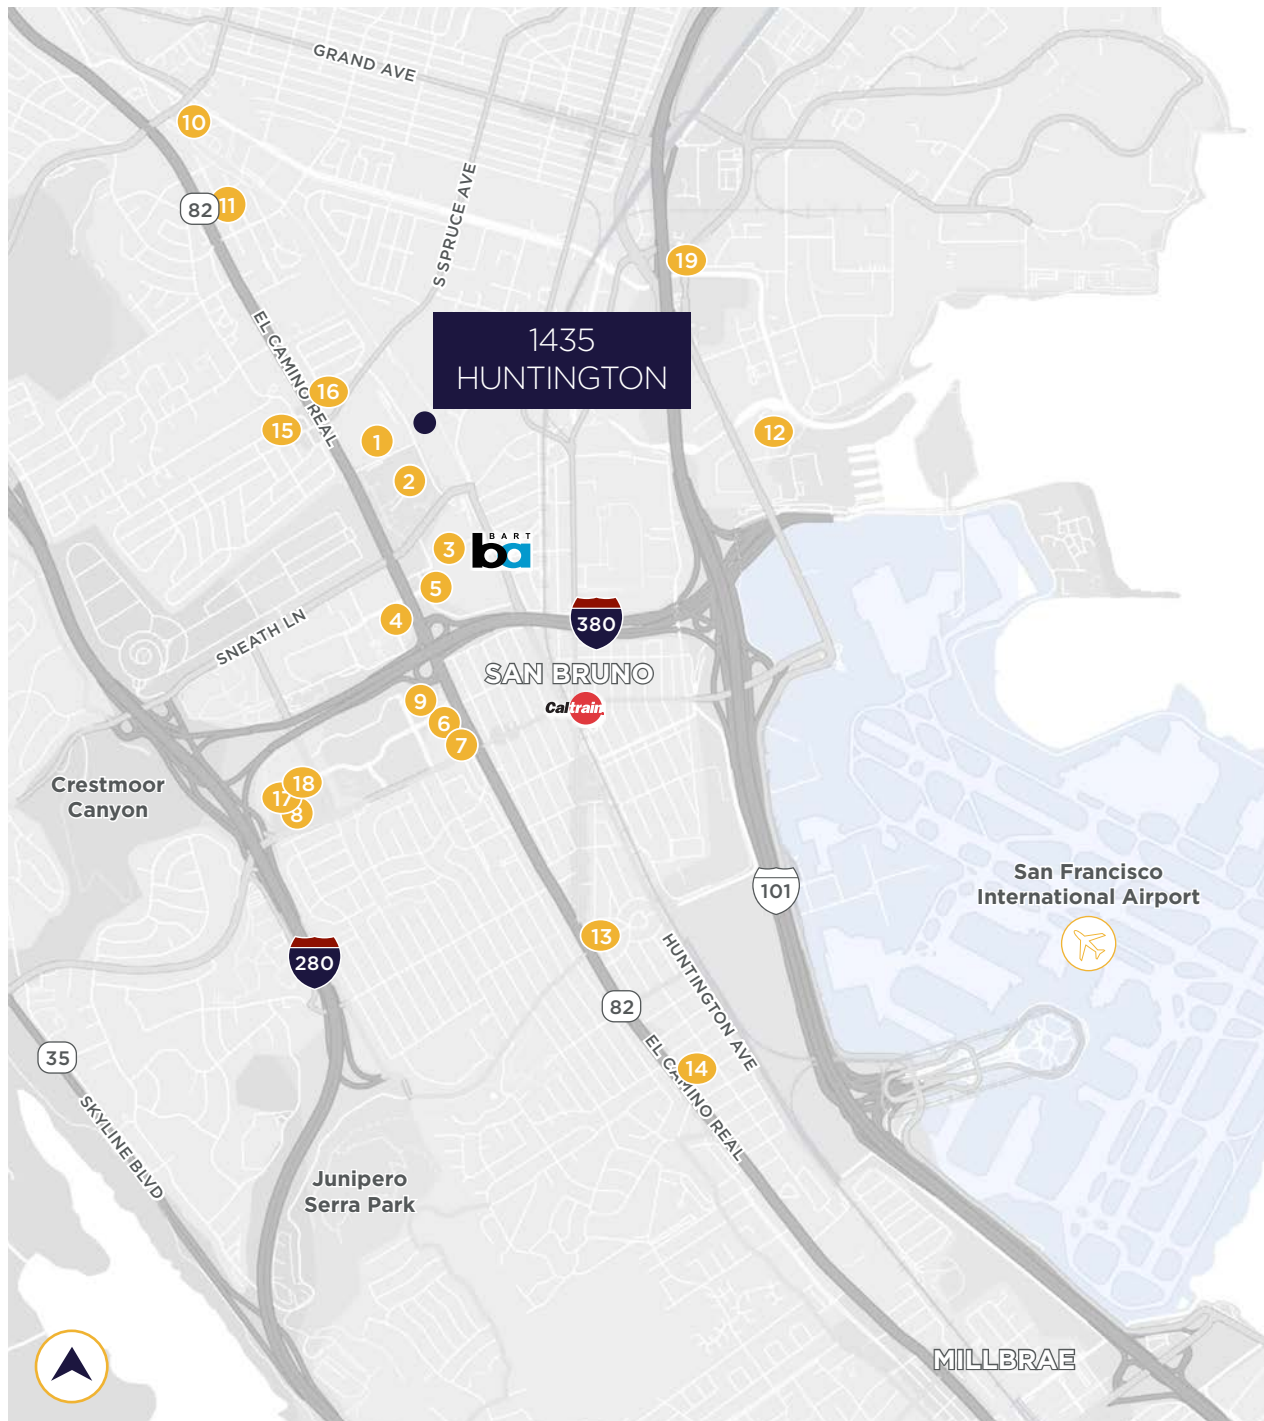 GRAND AVE
10
11
82
S SPRUCE AVE
19
1435
HUNTINGTON
EL CAMINO REAL
16
15
1
12
2
3
BART
ba
5
4
380
SNEATH LN
SAN BRUNO
9
Caltrain
6
7
Crestmoor
Canyon
18
17
8
San Francisco
International Airport
101
13
HUNTINGTON AVE
280
82
35
EL CAMINO REAL
14
SKYLINE BLVD
Junipero
Serra Park
MILLBRAE